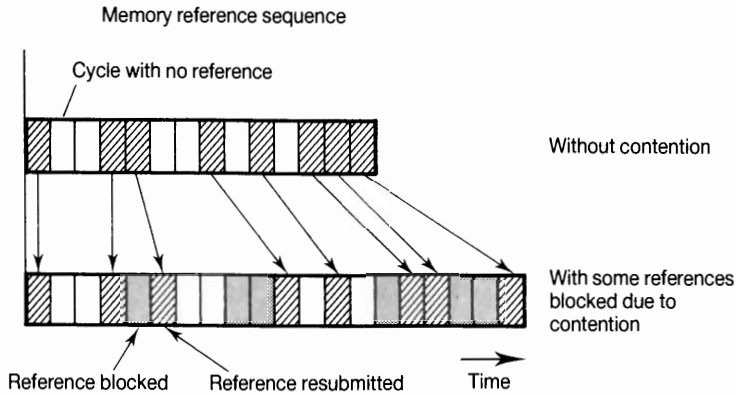 Memory reference sequence
Cycle with no reference
Without contention
With some references
blocked due to
contention
Reference blocked
Reference resubmitted
Time